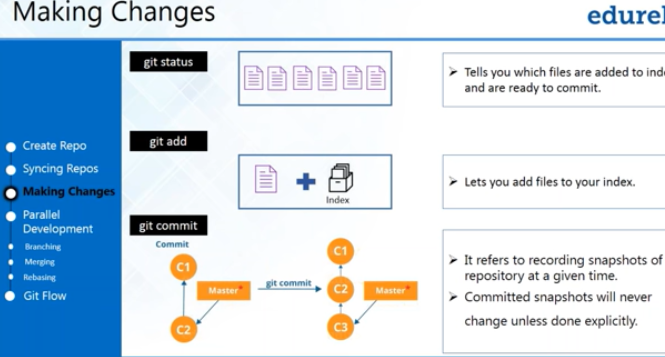 Making Changes
edurek
git status
Tells you which files are added to inde
and are ready to commit.
Create Repo
Syncing Repos
Making Changes
Parallel
Development
Branching
Merging
Rebasing
Git Flow
git add
Index
Lets you add files to your index.
git commit
Commit
C1
Master*
C2
git commit
C1
C2
Master*
C3
It refers to recording snapshots of
repository at a given time.
Committed snapshots will never
change unless done explicitly.